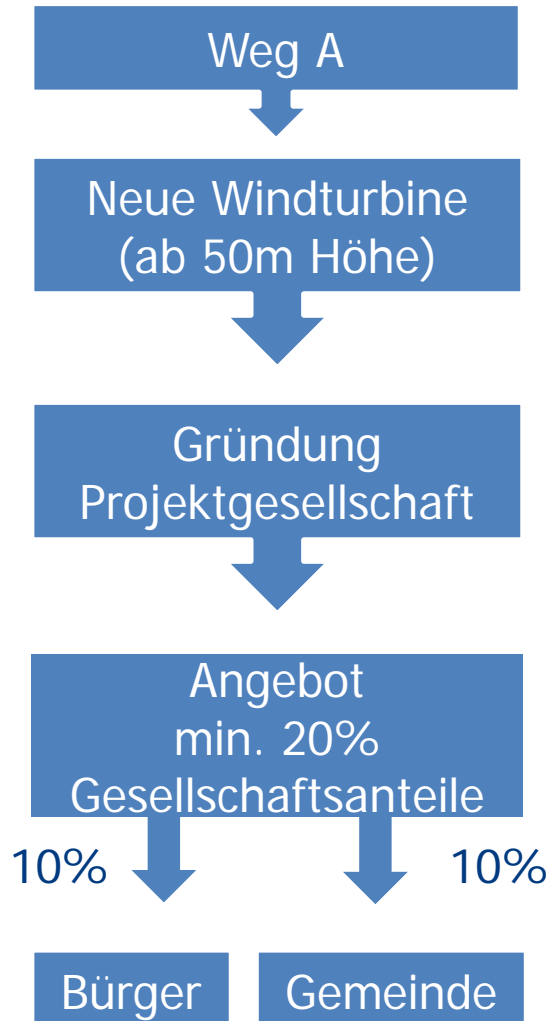 Weg A
Neue Windturbine
(ab 50m Höhe)
Gründung
Projektgesellschaft
Angebot
min. 20%
Gesellschaftsanteile
10%
10%
Bürger
Gemeinde